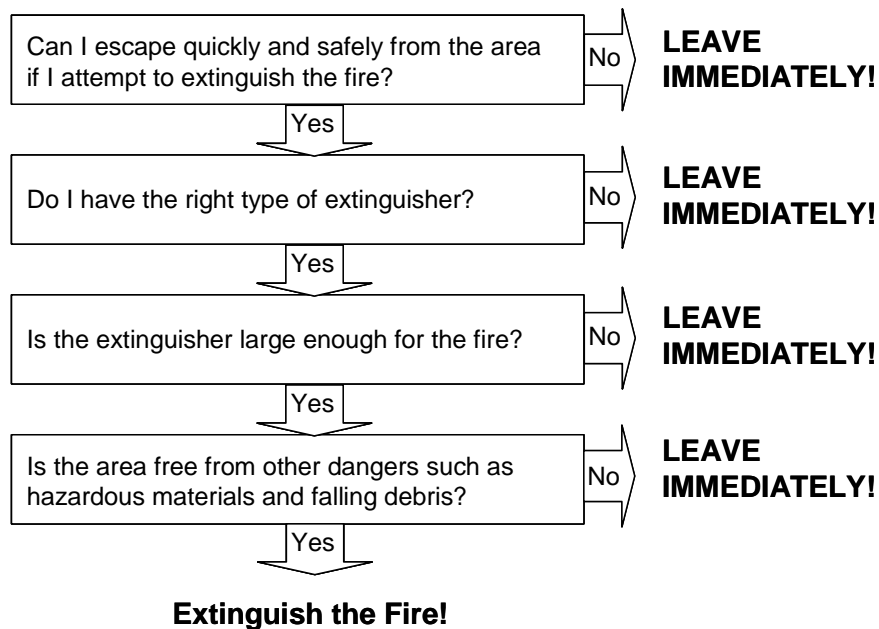 Can I escape quickly and safely from the area
if I attempt to extinguish the fire?
No
LEAVE
IMMEDIATELY!
Yes
Do I have the right type of extinguisher?
No
LEAVE
IMMEDIATELY!
Yes
Is the extinguisher large enough for the fire?
No
LEAVE
IMMEDIATELY!
Yes
Is the area free from other dangers such as
hazardous materials and falling debris?
No
LEAVE
IMMEDIATELY!
Yes
Extinguish the Fire!